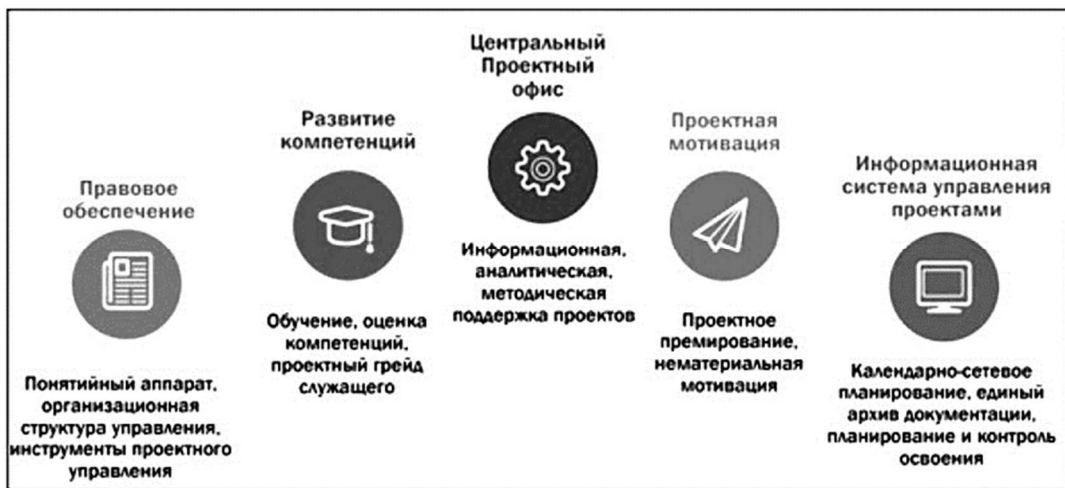 Правовое
обеспечение
Понятийный аппарат,
организационная
структура управления,
инструменты проектного
управления
Развитие
компетенций
Обучение, оценка
компетенций,
проектный грейд
служащего
Центральный
Проектный
офис
Информационная,
аналитическая,
методическая
поддержка проектов
Проектная
мотивация
Проектное
премирование,
нематериальная
мотивация
Информационная
система управления
проектами
Календарно-сетевое
планирование, единый
архив документации,
планирование и контроль
освоения